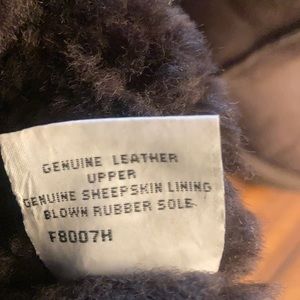 GENUINE LEATHER
UPPER
GENUINE SHEEPSKIN LINING
BLOWN RUBBER SOLE
F8007H